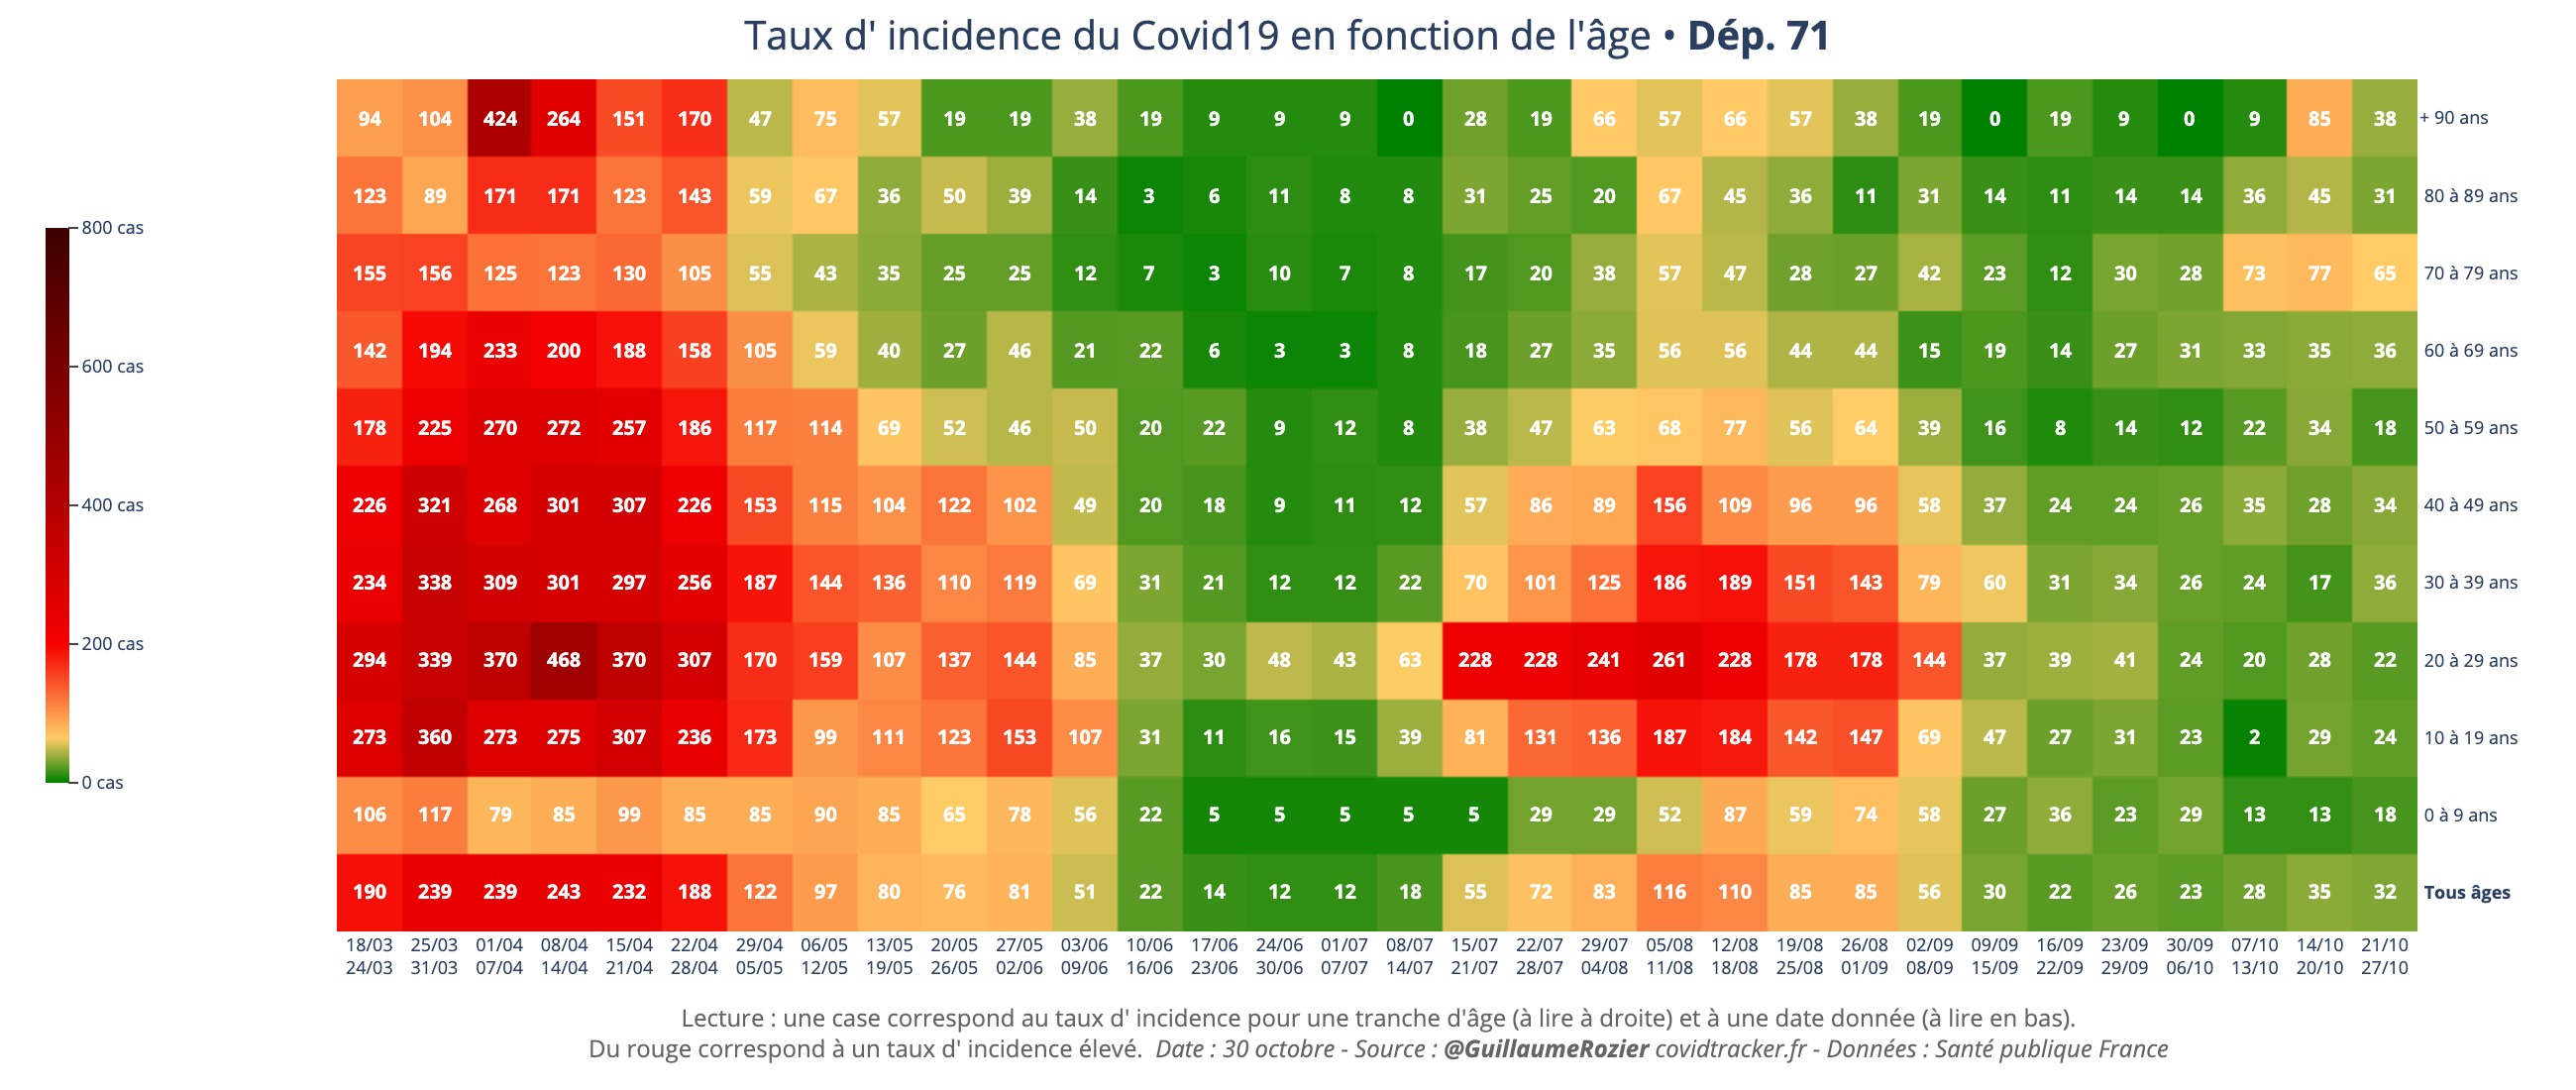 Taux d' incidence du Covid19 en fonction de l'âge • Dép. 71
94 104 424 264 151 170 47 75 57 19 19 38 19 9 9 9 0 28 19 66 57 66 57 38 19 0 19 9 0 9 85 38 + 90 ans
123 89 171 171 123 143 59 67 36 50 39 14 3 6 11 8 8 31 25 20 67 45 36 11 31 14 11 14 14 36 45 31 80 à 89 ans
800 cas
155 156 125 123 130 105 55 43 35 25 25 12 7 3 10 7 8 17 20 38 57 47 28 27 42 23 12 30 28 73 77 65 70 à 79 ans
142 194 233 200 188 158 105 59 40 27 46 21 22 6 3 3 8 18 27 35 56 56 44 44 15 19 14 27 31 33 35 36 60 à 69 ans
600 cas
178 225 270 272 257 186 117 114 69 52 46 50 20 22 9 12 8 38 47 63 68 77 56 64 39 16 8 14 12 22 34 18 50 à 59 ans
400 cas
226 321 268 301 307 226 153 115 104 122 102 49 20 18 9 11 12 57 86 89 156 109 96 96 58 37 24 24 26 35 28 34 40 à 49 ans
234 338 309 301 297 256 187 144 136 110 119 69 31 21 12 12 22 70 101 125 186 189 151 143 79 60 31 34 26 24 17 36 30 à 39 ans
200 cas
294 339 370 468 370 307 170 159 107 137 144 85 37 30 48 43 63 228 228 241 261 228 178 178 144 37 39 41 24 20 28 22 20 à 29 ans
273 360 273 275 307 236 173 99 111 123 153 107 31 11 16 15 39 81 131 136 187 184 142 147 69 47 27 31 23 2 29 24 10 à 19 ans
0 cas
106 117 79 85 99 85 85 90 85 65 78 56 22 5 5 5 5 5 29 29 52 87 59 74 58 27 36 23 29 13 13 18 0 à 9 ans
190 239 239 243 232 188 122 97 80 76 81 51 22 14 12 12 18 55 72 83 116 110 85 85 56 30 22 26 23 28 35 32 Tous âges
18/03 25/03 01/04 08/04 15/04 22/04 29/04 06/05 13/05 20/05 27/05 03/06 10/06 17/06 24/06 01/07 08/07 15/07 22/07 29/07 05/08 12/08 19/08 26/08 02/09 09/09 16/09 23/09 30/09 07/10 14/10 21/10
24/03 31/03 07/04 14/04 21/04 28/04 05/05 12/05 19/05 26/05 02/06 09/06 16/06 23/06 30/06 07/07 14/07 21/07 28/07 04/08 11/08 18/08 25/08 01/09 08/09 15/09 22/09 29/09 06/10 13/10 20/10 27/10
Lecture : une case correspond au taux d' incidence pour une tranche d'âge (à lire à droite) et à une date donnée (à lire en bas).
Du rouge correspond à un taux d' incidence élevé. Date : 30 octobre - Source : @GuillaumeRozier covidtracker.fr - Données : Santé publique France